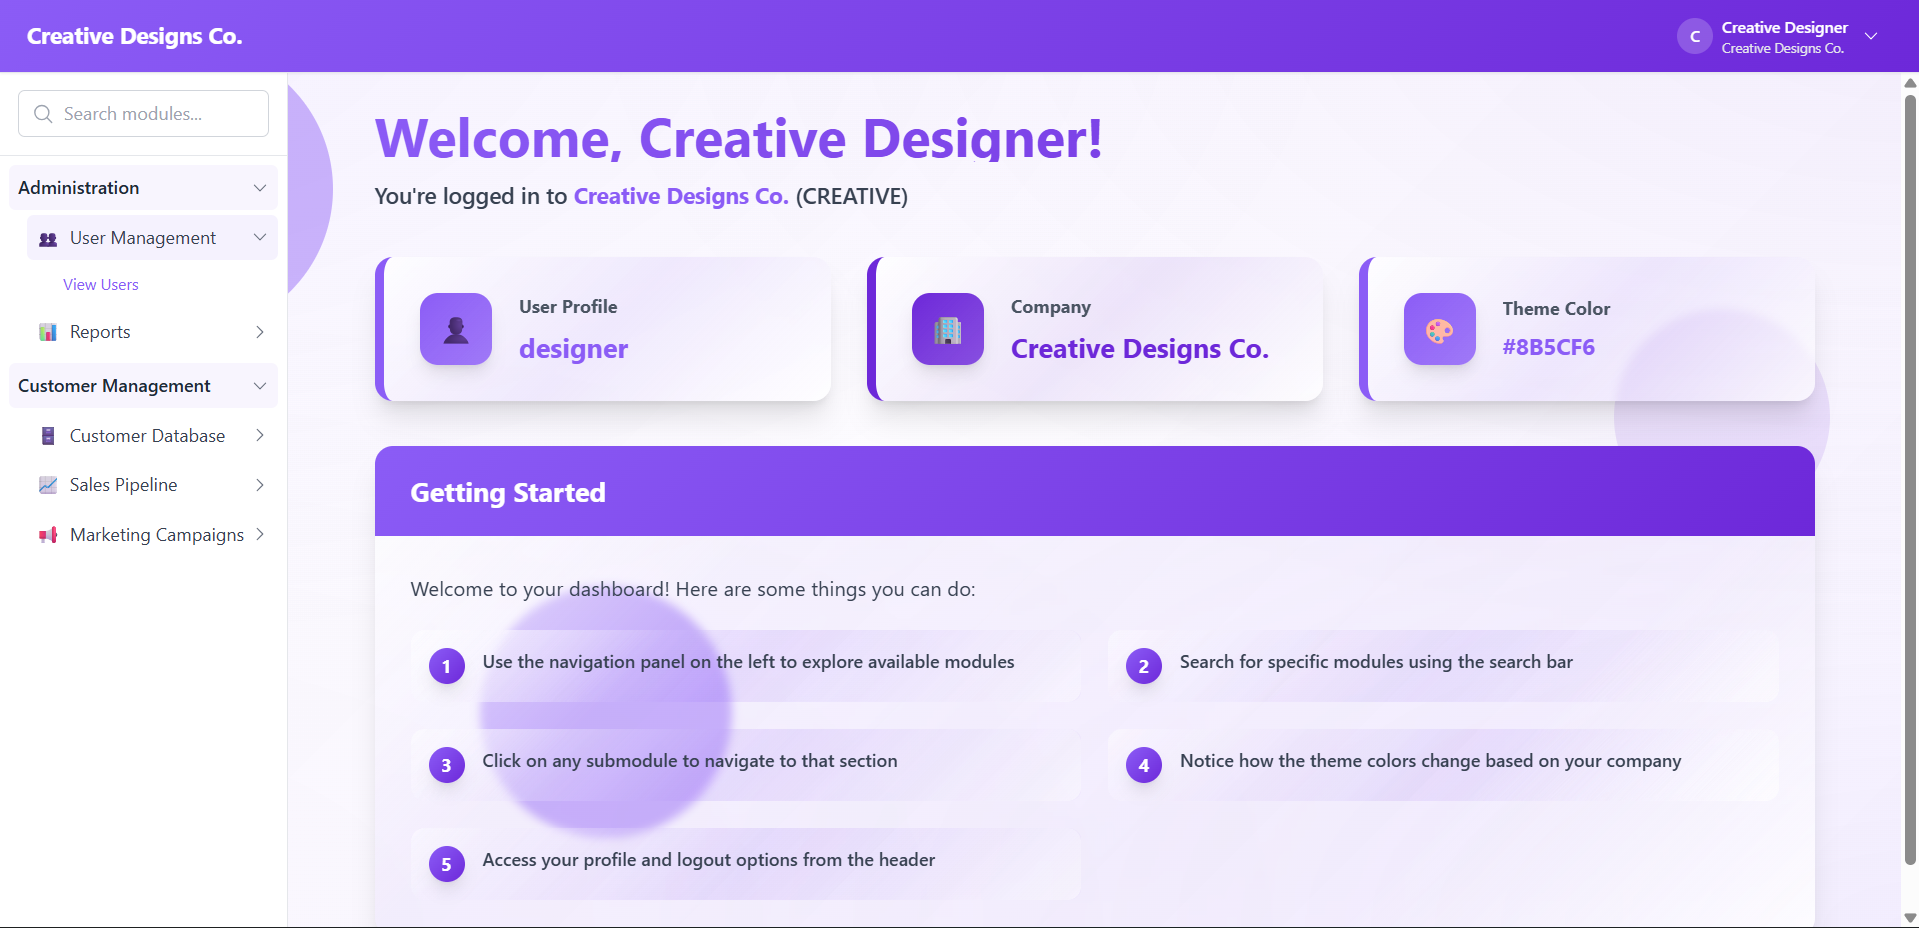 Creative Designs Co.
C
Creative Designer
Creative Designs Co.
Search modules...
Administration
User Management
View Users
Reports
Customer Management
Customer Database
Sales Pipeline
Marketing Campaigns
Welcome, Creative Designer!
You're logged in to Creative Designs Co. (CREATIVE)
User Profile
designer
Company
Creative Designs Co.
Theme Color
#8B5CF6
Getting Started
Welcome to your dashboard! Here are some things you can do:
1 Use the navigation panel on the left to explore available modules
2 Search for specific modules using the search bar
3 Click on any submodule to navigate to that section
4 Notice how the theme colors change based on your company
5 Access your profile and logout options from the header